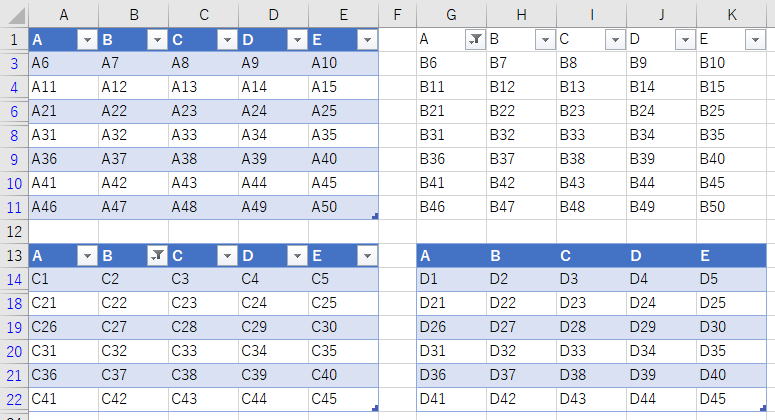 A B C D E F G H I J K
1 A B C D E A B C D E
3 A6 A7 A8 A9 A10 B6 B7 B8 B9 B10
4 A11 A12 A13 A14 A15 B11 B12 B13 B14 B15
6 A21 A22 A23 A24 A25 B21 B22 B23 B24 B25
8 A31 A32 A33 A34 A35 B31 B32 B33 B34 B35
9 A36 A37 A38 A39 A40 B36 B37 B38 B39 B40
10 A41 A42 A43 A44 A45 B41 B42 B43 B44 B45
11 A46 A47 A48 A49 A50 B46 B47 B48 B49 B50
12
13 A B C D E A B C D E
14 C1 C2 C3 C4 C5 D1 D2 D3 D4 D5
18 C21 C22 C23 C24 C25 D21 D22 D23 D24 D25
19 C26 C27 C28 C29 C30 D26 D27 D28 D29 D30
20 C31 C32 C33 C34 C35 D31 D32 D33 D34 D35
21 C36 C37 C38 C39 C40 D36 D37 D38 D39 D40
22 C41 C42 C43 C44 C45 D41 D42 D43 D44 D45